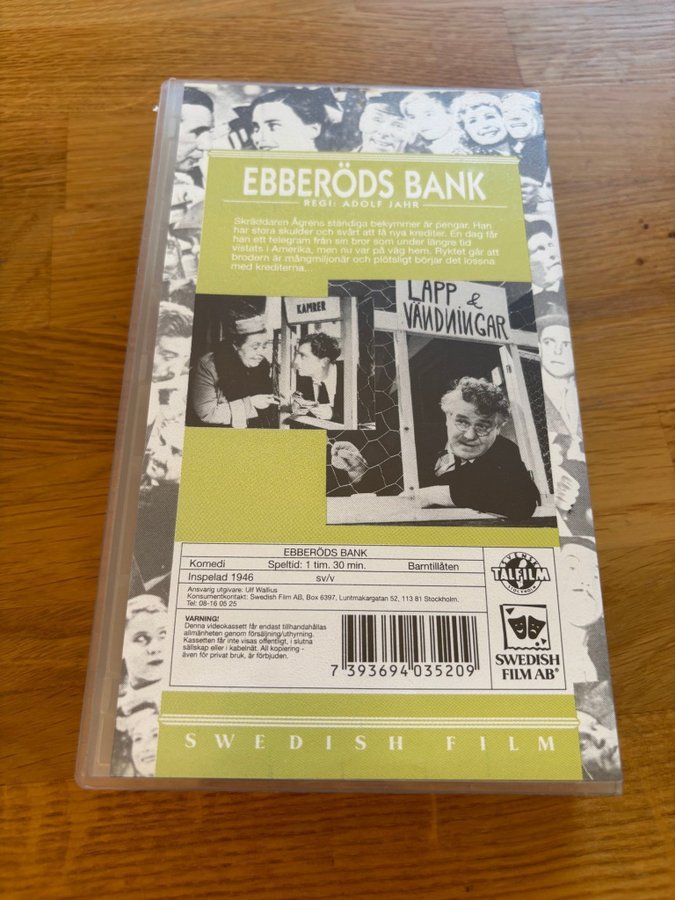 EBBERÖDS BANK
REGI: ADOLF JAHR
Skräddaren Ågrens ständiga bekymmer är pengar. Han
har stora skulder och svårt att få nya krediter. En dag får
han ett telegram från sin bror som under längre tid
vistats i Amerika, men nu var på väg hem. Ryktet går att
brodern är mångmiljonär och plötsligt börjar det lossna
med krediterna...
KAMRER
LAPP &
VÄNDNINGAR
EBBERÖDS BANK
Komedi Speltid: 1 tim. 30 min. Barntillåten
Inspelad 1946 sv/v
Ansvarig utgivare: Ulf Wallius
Konsumentkontakt: Swedish Film AB, Box 6397, Luntmakargatan 52, 113 81 Stockholm.
Tel: 08-16 05 25
SVENSK
TALFILM
VARNING!
Denna videokassett får endast tillhandahållas
allmänheten genom försäljning/uthyrning.
Kassetten får inte visas offentligt, i slutna
sällskap eller i kabelnät. All kopiering -
även för privat bruk, är förbjuden.
7 393694 035209
SWEDISH
FILM AB®
SWEDISH FILM